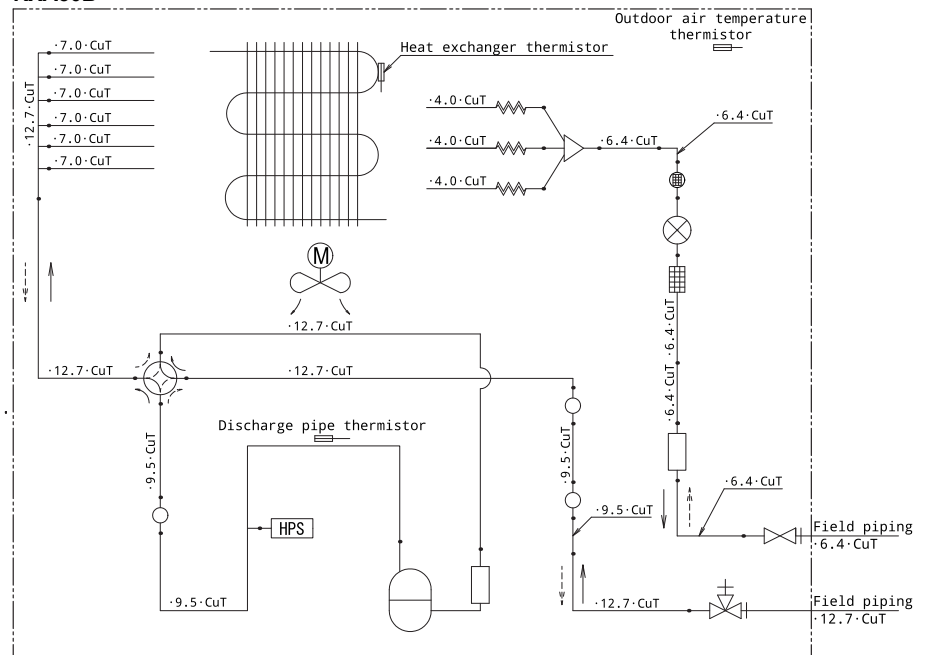 Outdoor air temperature
thermistor
·7.0·CuT
Heat exchanger thermistor
·7.0·CuT
·7.0·CuT
·7.0·CuT
·7.0·CuT
·7.0·CuT
·12.7·CuT
·4.0·CuT
·6.4·CuT
·4.0·CuT
·6.4·CuT
·4.0·CuT
M
·12.7·CuT
·6.4·CuT
·6.4·CuT
·12.7·CuT
·12.7·CuT
Discharge pipe thermistor
·9.5·CuT
·9.5·CuT
·6.4·CuT
·9.5·CuT
HPS
Field piping
·6.4·CuT
·9.5·CuT
·12.7·CuT
Field piping
·12.7·CuT